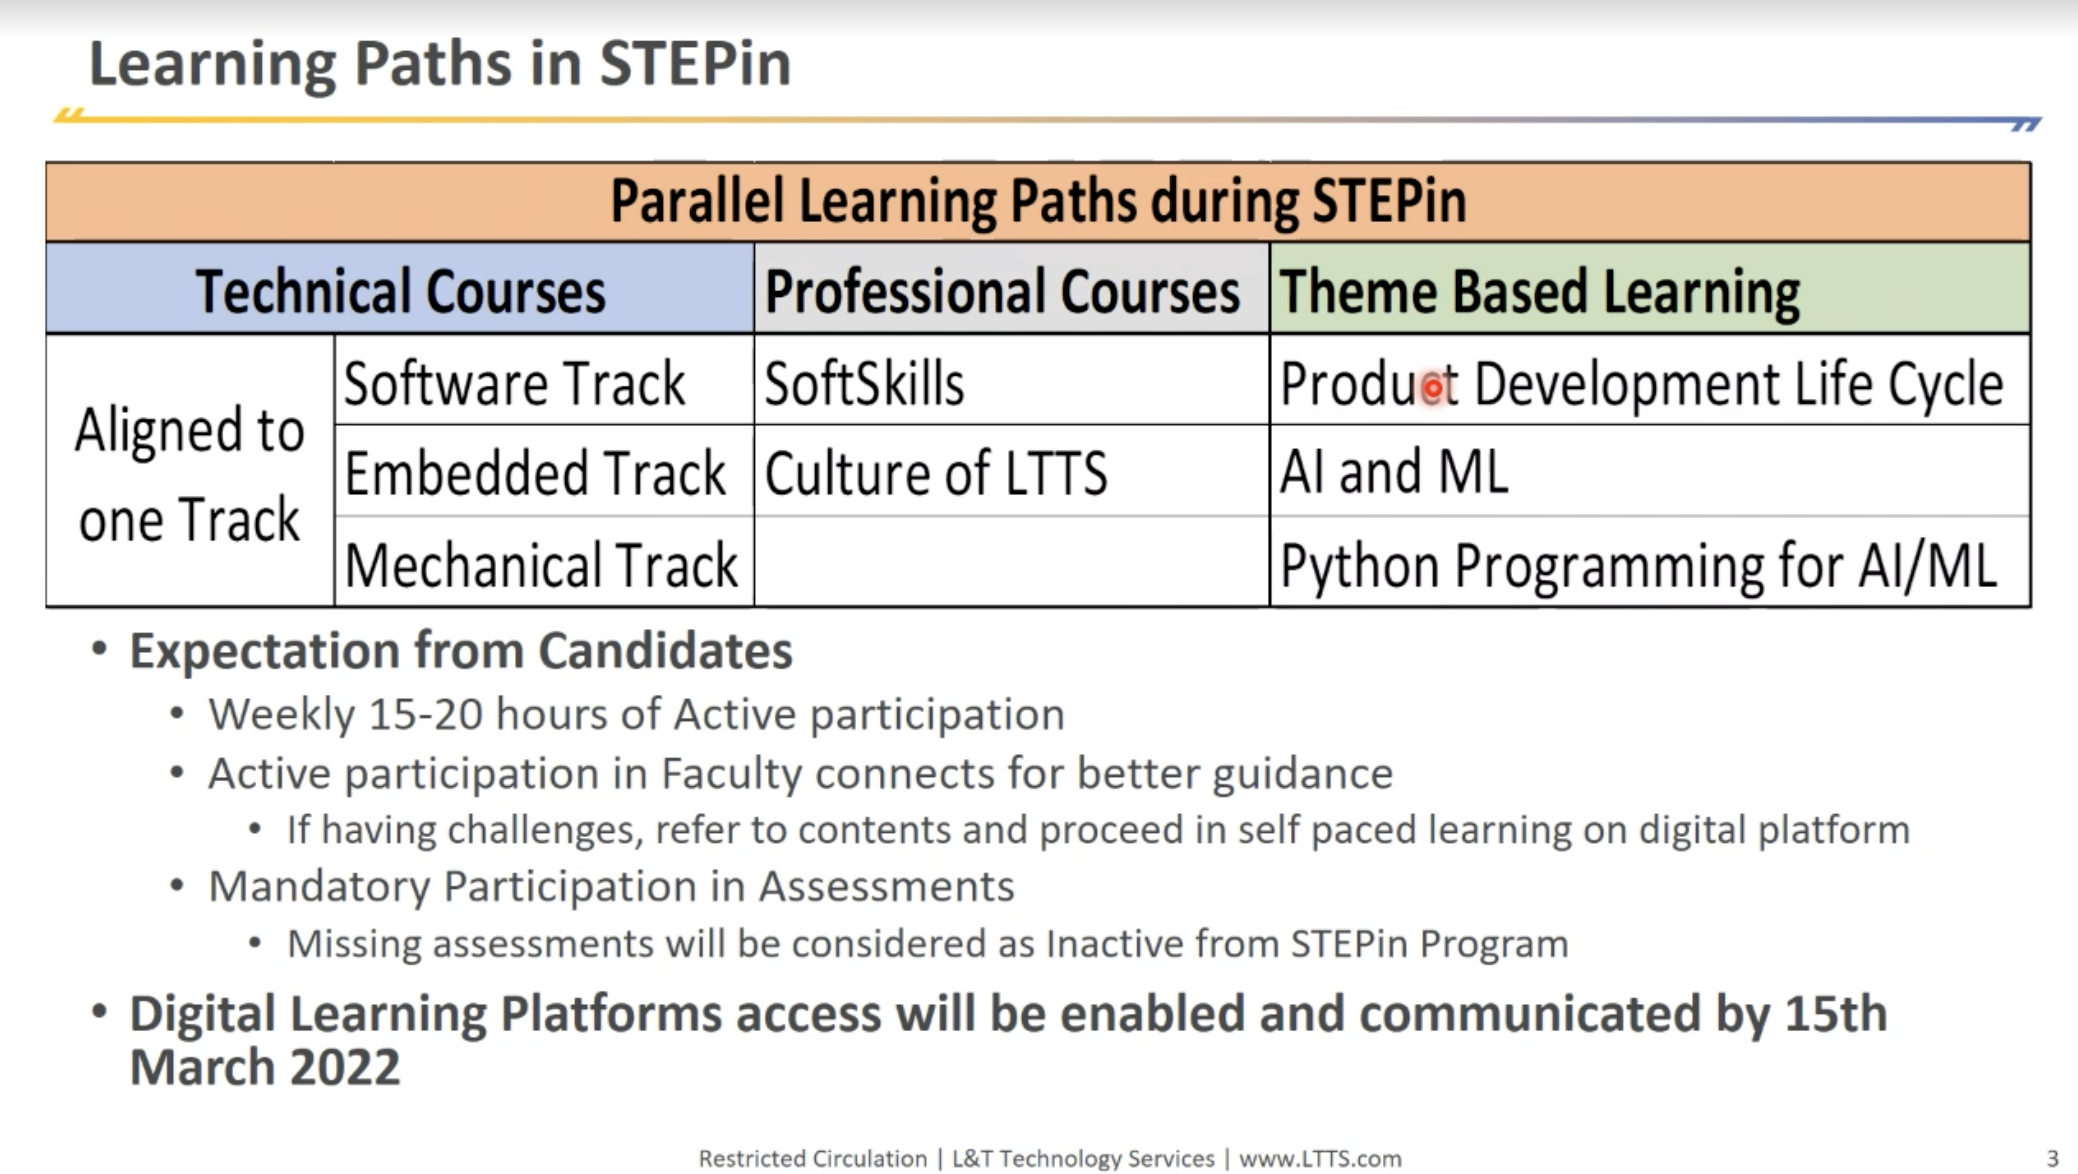 Learning Paths in STEPin
Parallel Learning Paths during STEPin
Technical Courses Professional Courses Theme Based Learning
Aligned to one Track
Software Track SoftSkills Product Development Life Cycle
Embedded Track Culture of LTTS AI and ML
Mechanical Track Python Programming for AI/ML
• Expectation from Candidates
• Weekly 15-20 hours of Active participation
• Active participation in Faculty connects for better guidance
• If having challenges, refer to contents and proceed in self paced learning on digital platform
• Mandatory Participation in Assessments
• Missing assessments will be considered as Inactive from STEPin Program
• Digital Learning Platforms access will be enabled and communicated by 15th
March 2022
Restricted Circulation | L&T Technology Services | www.LTTS.com
3